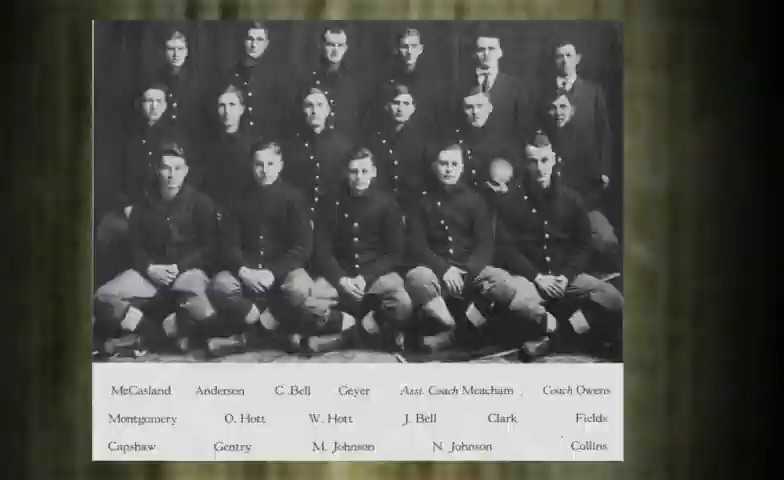 McCasland Anderson C. Bell Geyer Asst. Coach Meacham, Coach Owens
Montgomery O. Hott W. Hott J. Bell Clark Fields
Capshaw Gentry M. Johnson N. Johnson Collins